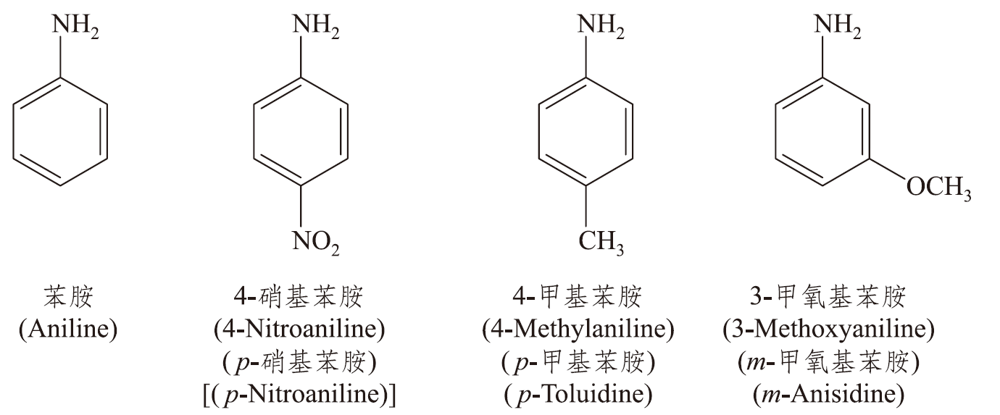 NH₂
NH₂
NH₂
NH₂
OCH₃
NO₂
CH₃
苯胺
(Aniline)
4-硝基苯胺
(4-Nitroaniline)
(p-硝基苯胺)
[(p-Nitroaniline)]
4-甲基苯胺
(4-Methylaniline)
(p-甲基苯胺)
(p-Toluidine)
3-甲氧基苯胺
(3-Methoxyaniline)
(m-甲氧基苯胺)
(m-Anisidine)